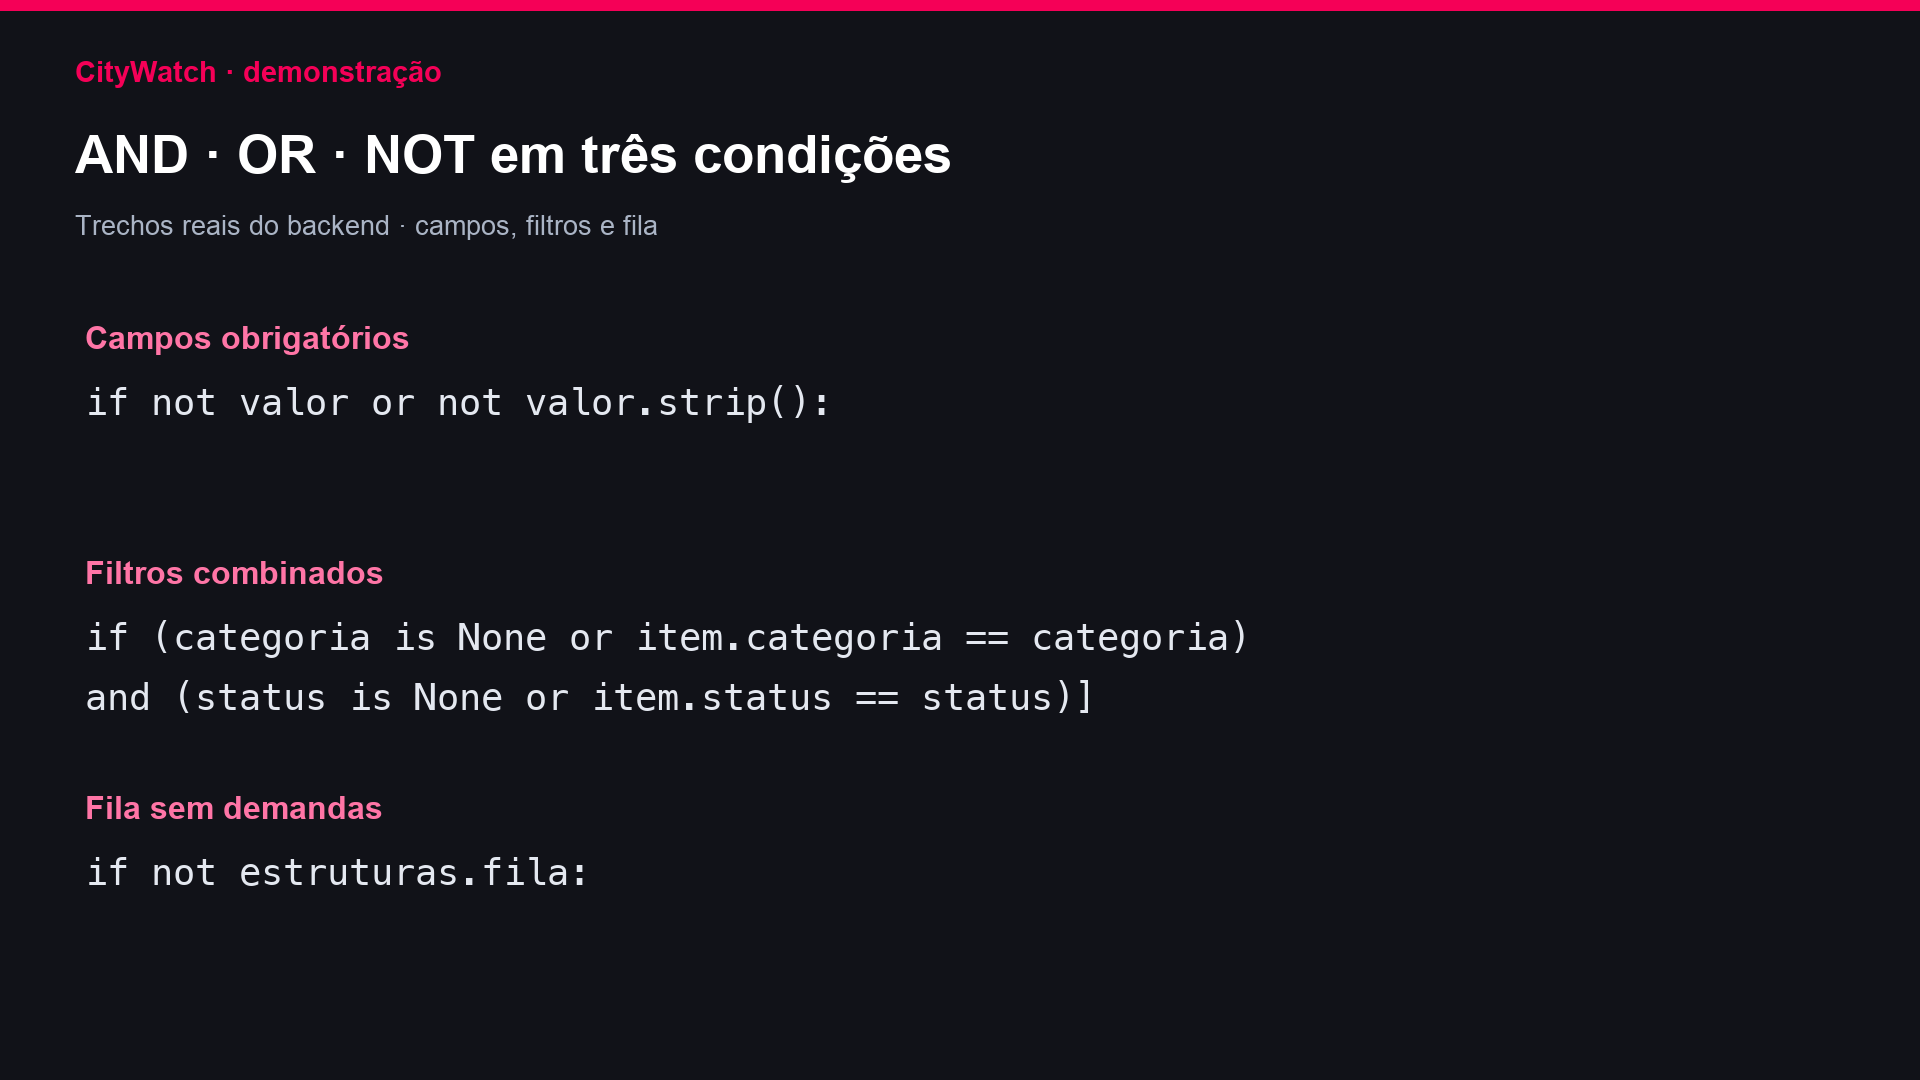 CityWatch · demonstração
AND · OR · NOT em três condições
Trechos reais do backend · campos, filtros e fila
Campos obrigatórios
if not valor or not valor.strip():
Filtros combinados
if (categoria is None or item.categoria == categoria)
and (status is None or item.status == status)]
Fila sem demandas
if not estruturas.fila: